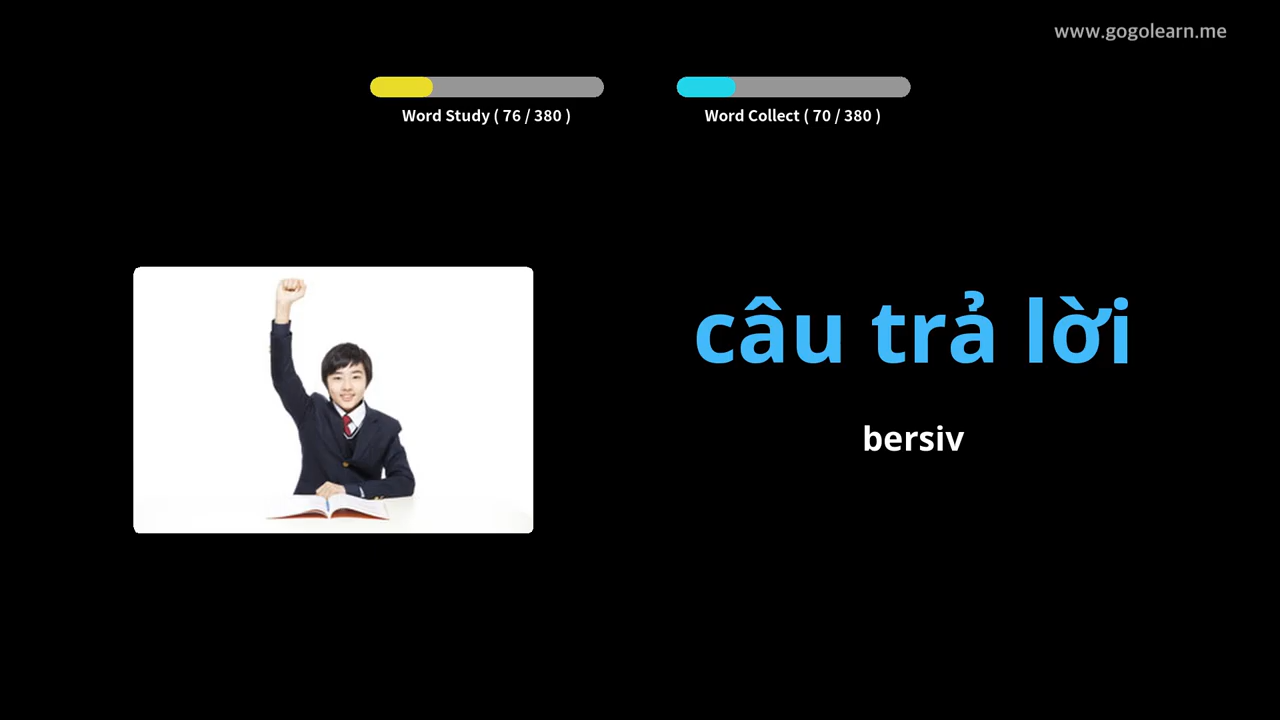 www.gogolearn.me
Word Study ( 76 / 380 )
Word Collect ( 70 / 380 )
câu trả lời
bersiv